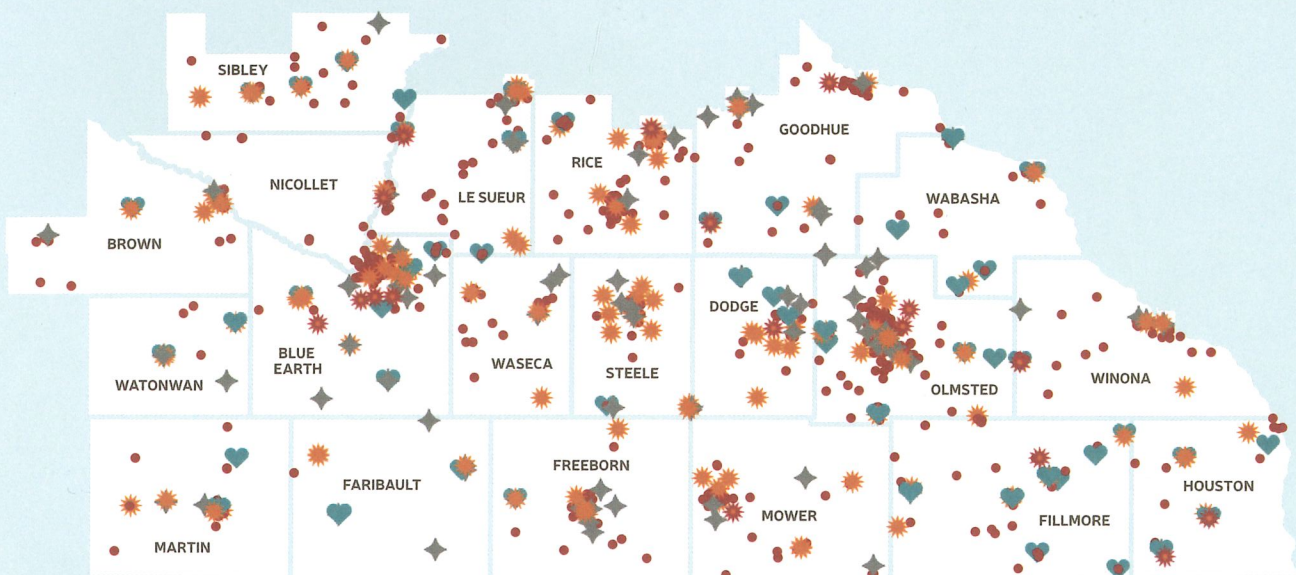 SIBLEY
NICOLLET
BROWN
LE SUEUR
RICE
GOODHUE
WABASHA
WATONWAN
BLUE
EARTH
WASECA
STEELE
DODGE
OLMSTED
WINONA
MARTIN
FARIBAULT
FREEBORN
MOWER
FILLMORE
HOUSTON